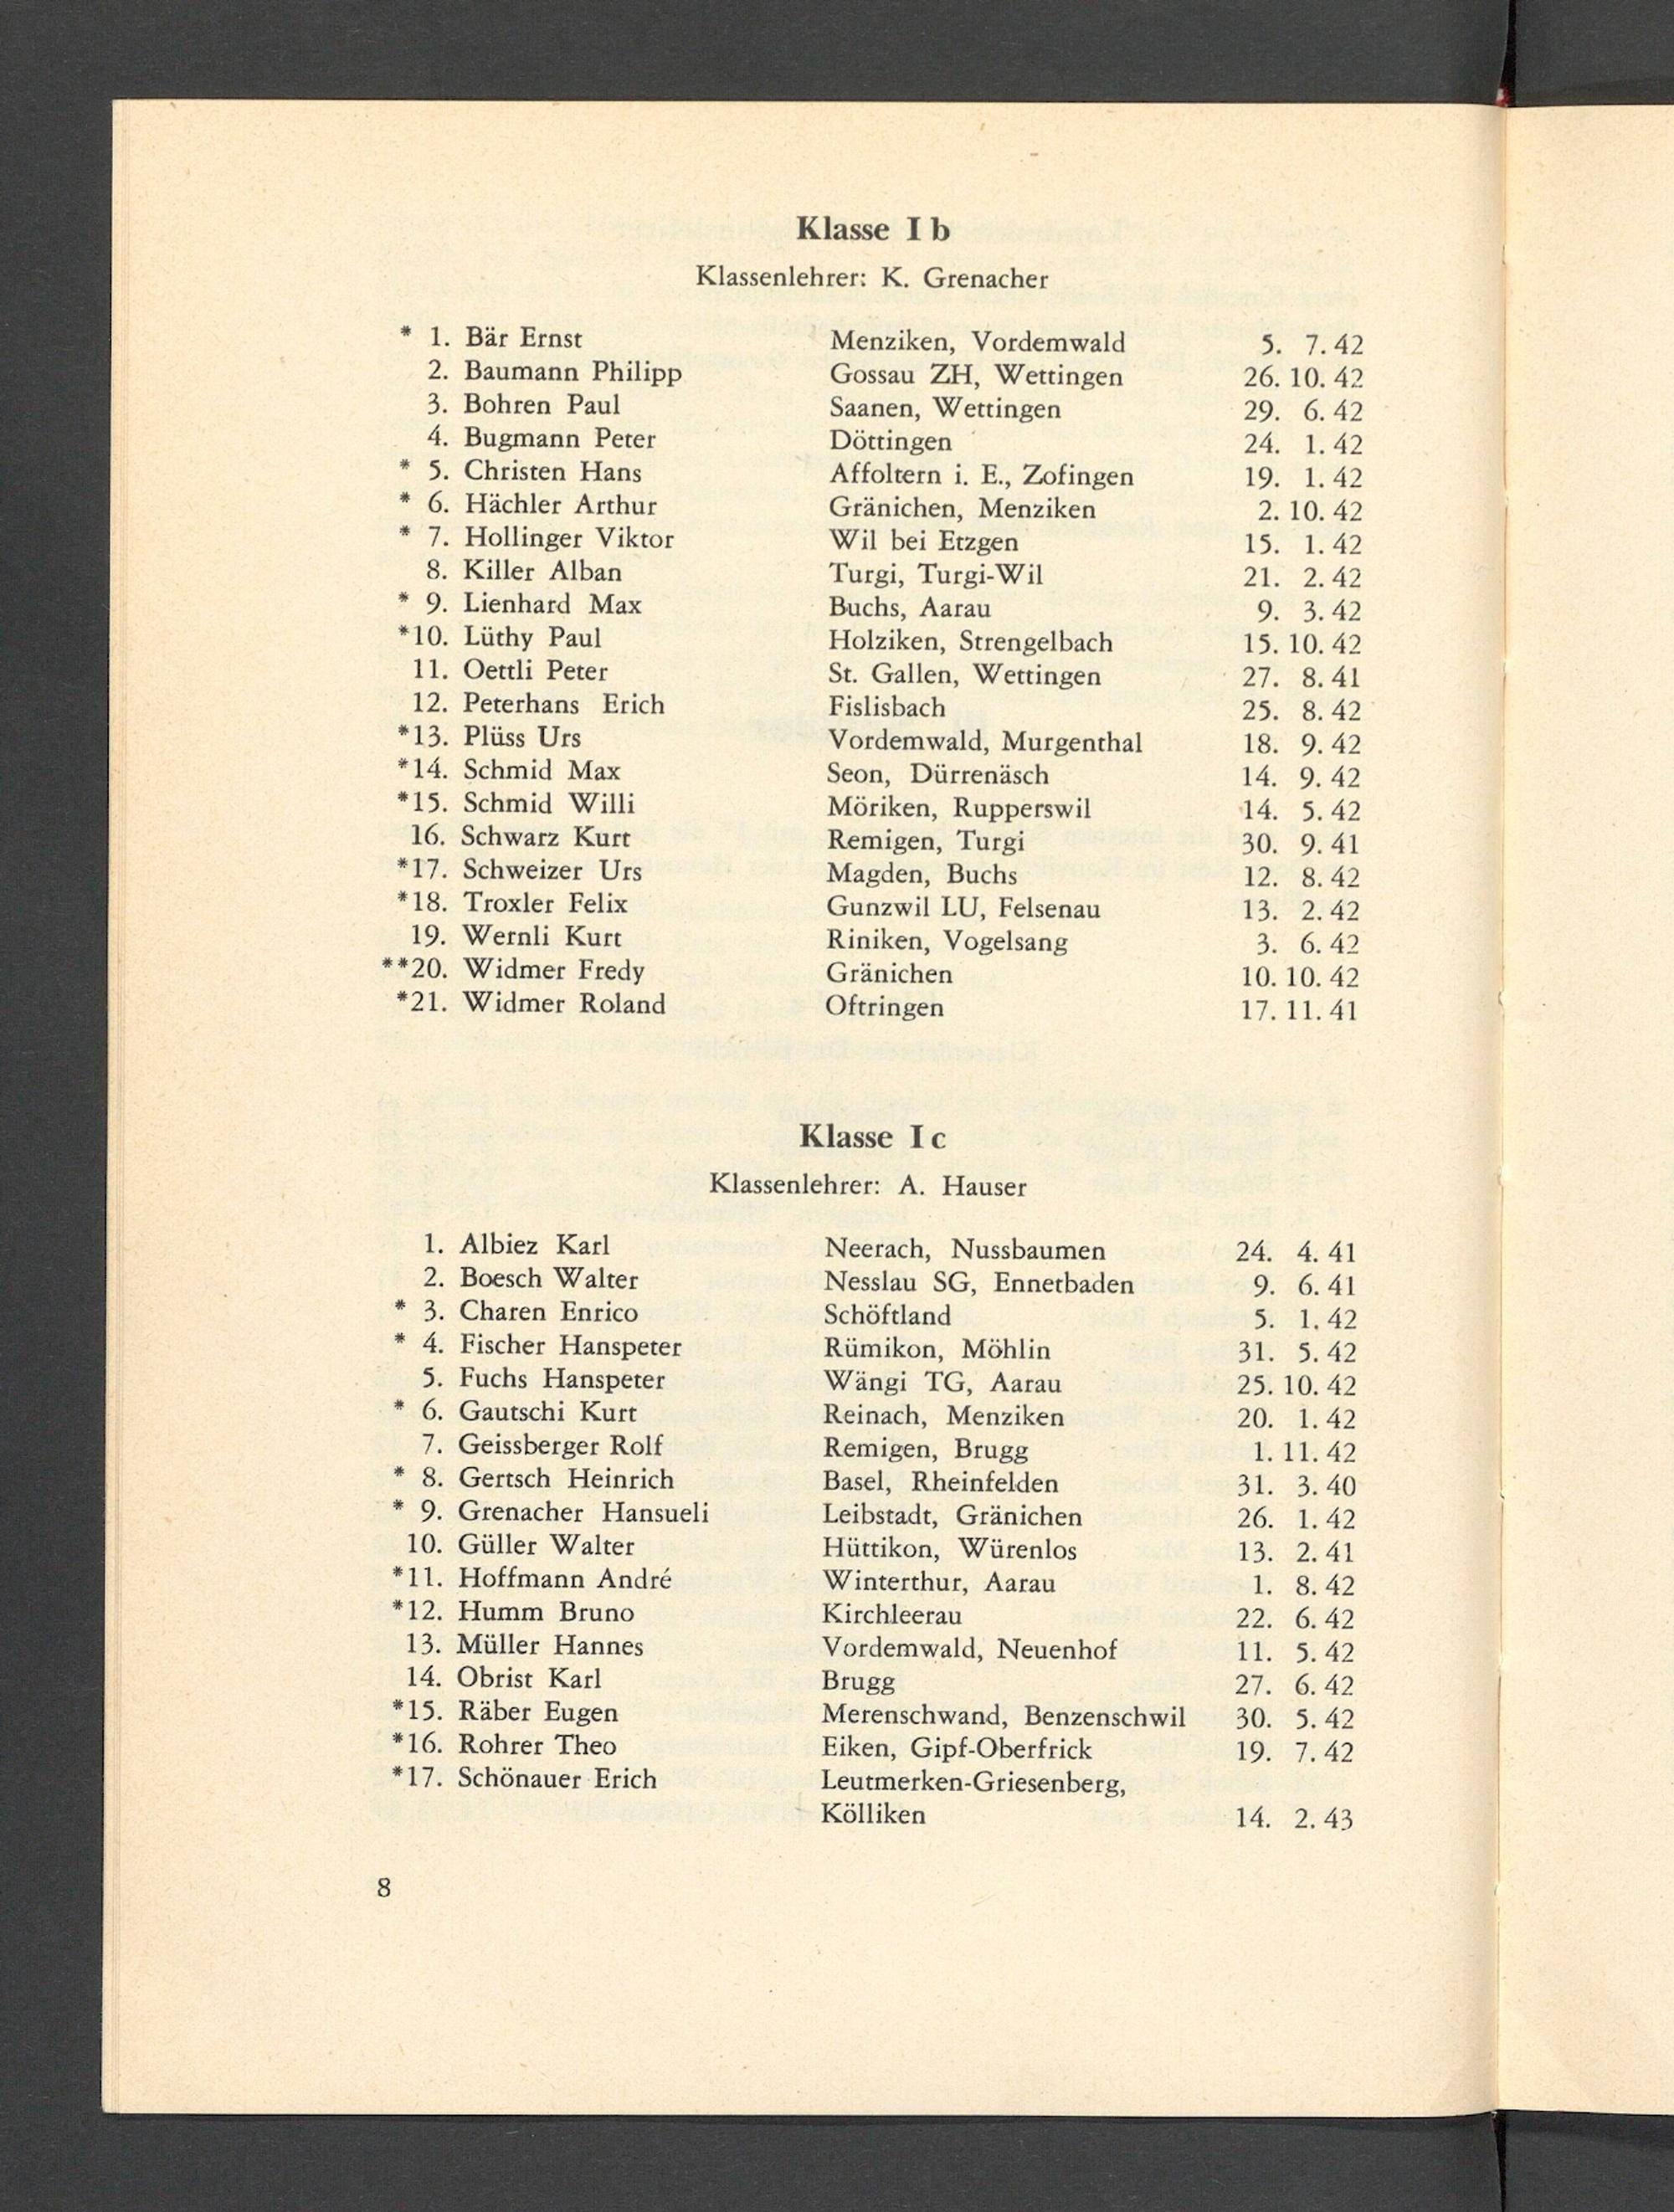 Klasse I b
Klassenlehrer: K. Grenacher
* 1. Bär Ernst Menziken, Vordemwald 5. 7. 42
2. Baumann Philipp Gossau ZH, Wettingen 26. 10. 42
3. Bohren Paul Saanen, Wettingen 29. 6. 42
4. Bugmann Peter Döttingen 24. 1. 42
* 5. Christen Hans Affoltern i. E., Zofingen 19. 1. 42
* 6. Hächler Arthur Gränichen, Menziken 2. 10. 42
* 7. Hollinger Viktor Wil bei Etzgen 15. 1. 42
8. Killer Alban Turgi, Turgi-Wil 21. 2. 42
* 9. Lienhard Max Buchs, Aarau 9. 3. 42
*10. Lüthy Paul Holziken, Strengelbach 15. 10. 42
11. Oettli Peter St. Gallen, Wettingen 27. 8. 41
12. Peterhans Erich Fislisbach 25. 8. 42
*13. Plüss Urs Vordemwald, Murgenthal 18. 9. 42
*14. Schmid Max Seon, Dürrenäsch 14. 9. 42
*15. Schmid Willi Möriken, Rupperswil 14. 5. 42
16. Schwarz Kurt Remigen, Turgi 30. 9. 41
*17. Schweizer Urs Magden, Buchs 12. 8. 42
*18. Troxler Felix Gunzwil LU, Felsenau 13. 2. 42
19. Wernli Kurt Riniken, Vogelsang 3. 6. 42
**20. Widmer Fredy Gränichen 10. 10. 42
*21. Widmer Roland Oftringen 17. 11. 41
Klasse I c
Klassenlehrer: A. Hauser
1. Albiez Karl Neerach, Nussbaumen 24. 4. 41
2. Boesch Walter Nesslau SG, Ennetbaden 9. 6. 41
* 3. Charen Enrico Schöftland 5. 1. 42
* 4. Fischer Hanspeter Rümikon, Möhlin 31. 5. 42
5. Fuchs Hanspeter Wängi TG, Aarau 25. 10. 42
* 6. Gautschi Kurt Reinach, Menziken 20. 1. 42
7. Geissberger Rolf Remigen, Brugg 1. 11. 42
* 8. Gertsch Heinrich Basel, Rheinfelden 31. 3. 40
* 9. Grenacher Hansueli Leibstadt, Gränichen 26. 1. 42
10. Güller Walter Hüttikon, Würenlos 13. 2. 41
*11. Hoffmann André Winterthur, Aarau 1. 8. 42
*12. Humm Bruno Kirchleerau 22. 6. 42
13. Müller Hannes Vordemwald, Neuenhof 11. 5. 42
14. Obrist Karl Brugg 27. 6. 42
*15. Räber Eugen Merenschwand, Benzenschwil 30. 5. 42
*16. Rohrer Theo Eiken, Gipf-Oberfrick 19. 7. 42
*17. Schönauer Erich Leutmerken-Griesenberg,
Kölliken 14. 2. 43
8